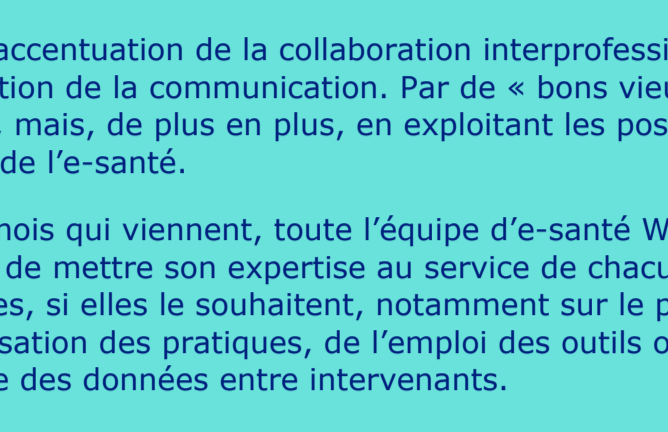 accentuation de la collaboration interprofessi
tion de la communication. Par de « bons vieu
, mais, de plus en plus, en exploitant les pos
de l’e-santé.
nois qui viennent, toute l’équipe d’e-santé W
de mettre son expertise au service de chacu
es, si elles le souhaitent, notamment sur le p
sation des pratiques, de l’emploi des outils o
e des données entre intervenants.